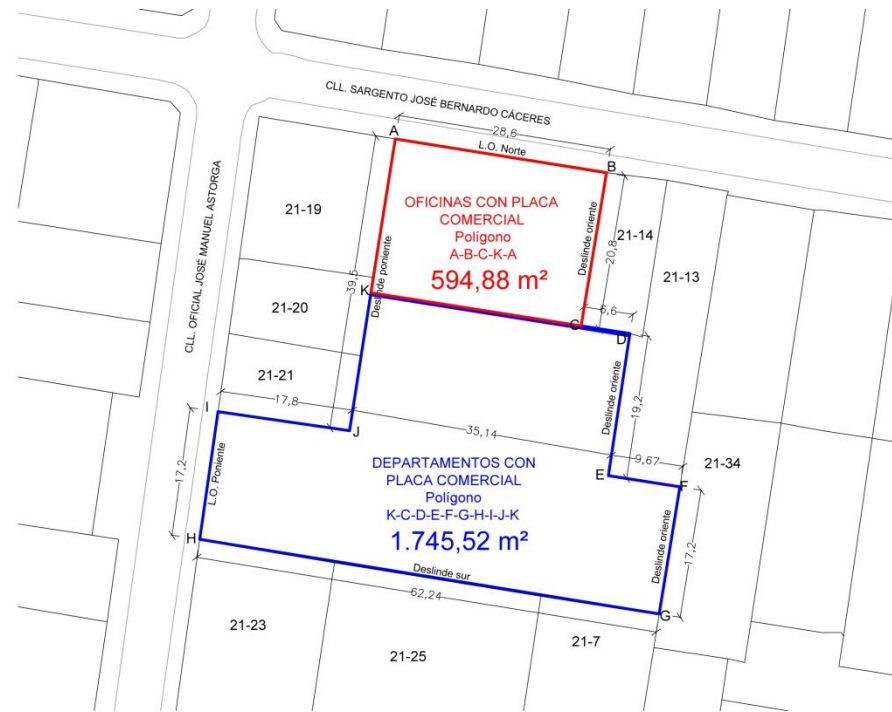 CLL. SARGENTO JOSÉ BERNARDO CÁCERES
A
28,6
L.O. Norte
B
CLL. OFICIAL JOSÉ MANUEL ASTORGA
21-19
OFICINAS CON PLACA
COMERCIAL
Polígono
A-B-C-K-A
594,88 m²
Deslinde poniente
39,5
Deslinde oriente
20,8
21-14
21-13
K
21-20
C
6,6
D
21-21
17,8
I
J
35,14
Deslinde oriente
19,2
9,67
E
F
21-34
17,2
L.O. Poniente
DEPARTAMENTOS CON
PLACA COMERCIAL
Polígono
K-C-D-E-F-G-H-I-J-K
1.745,52 m²
Deslinde oriente
17,2
H
Deslinde sur
62,24
G
21-23
21-25
21-7